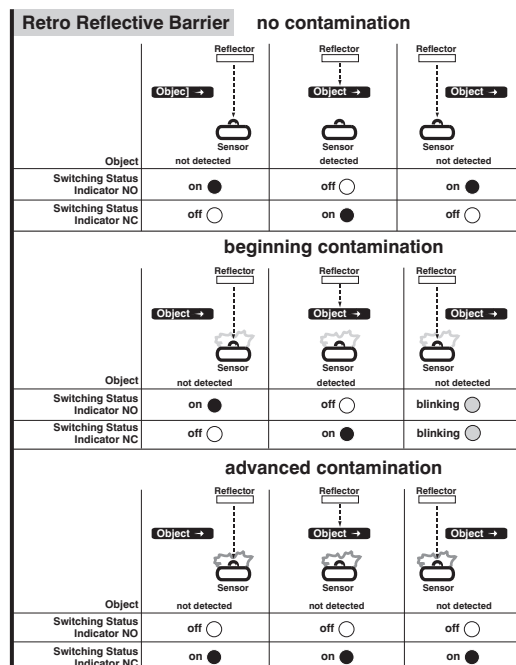 Retro Reflective Barrier no contamination
Reflector Reflector Reflector
Objec] → Object → Object →
Sensor Sensor Sensor
Object not detected detected not detected
Switching Status
Indicator NO on off on
Switching Status
Indicator NC off on off
beginning contamination
Reflector Reflector Reflector
Object → Object → Object →
Sensor Sensor Sensor
Object not detected detected not detected
Switching Status
Indicator NO on off blinking
Switching Status
Indicator NC off on blinking
advanced contamination
Reflector Reflector Reflector
Object → Object → Object →
Sensor Sensor Sensor
Object not detected not detected not detected
Switching Status
Indicator NO off off off
Switching Status
Indicator NC on on on